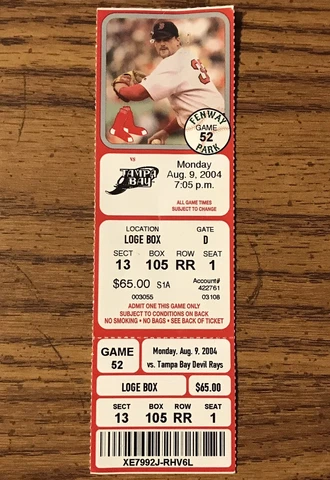 B
3
FENWAY
GAME
52
PARK
VS
TAMPA
BAY
Monday
Aug. 9, 2004
7:05 p.m.
ALL GAME TIMES
SUBJECT TO CHANGE
LOCATION GATE
LOGE BOX D
SECT BOX ROW SEAT
13 105 RR 1
$65.00 S1A Account# 422761
003055 03108
ADMIT ONE THIS GAME ONLY
SUBJECT TO CONDITIONS ON BACK
NO SMOKING • NO BAGS • SEE BACK OF TICKET
GAME
52
Monday. Aug. 9, 2004
vs. Tampa Bay Devil Rays
LOGE BOX $65.00
SECT BOX ROW SEAT
13 105 RR 1
XE7992J-RHV6L